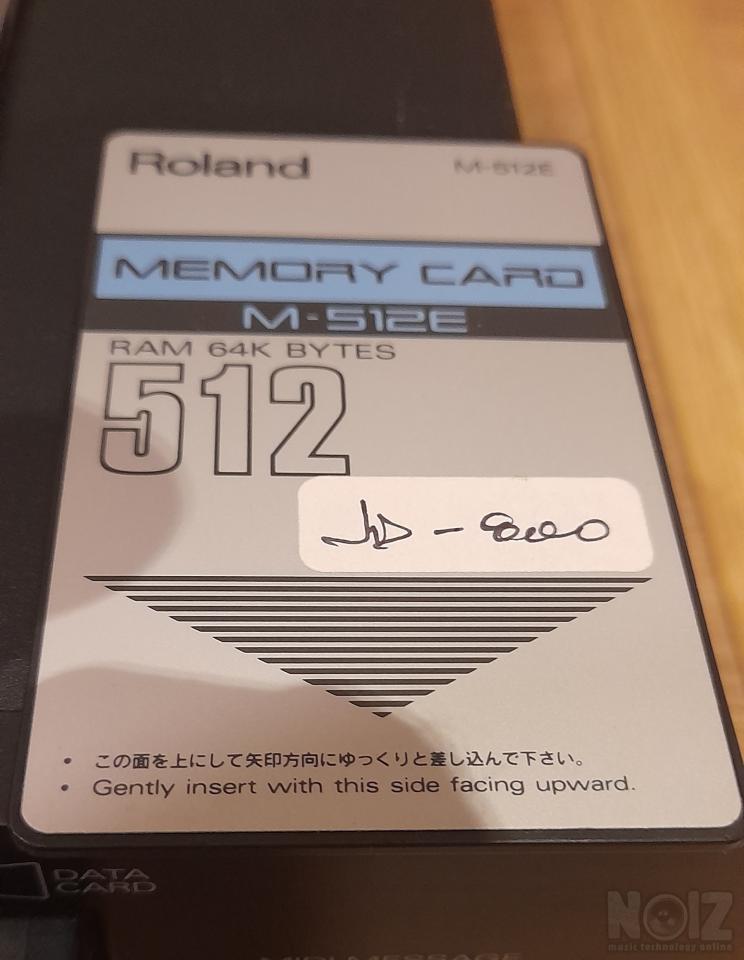 Roland
M-512E
MEMORY CARD
M-512E
RAM 64K BYTES
512
JD-800
• この面を上にして矢印方向にゆっくりと差し込んで下さい。
• Gently insert with this side facing upward.
DATA
CARD
MIDI MESSAGE
NOIZ
music technology online